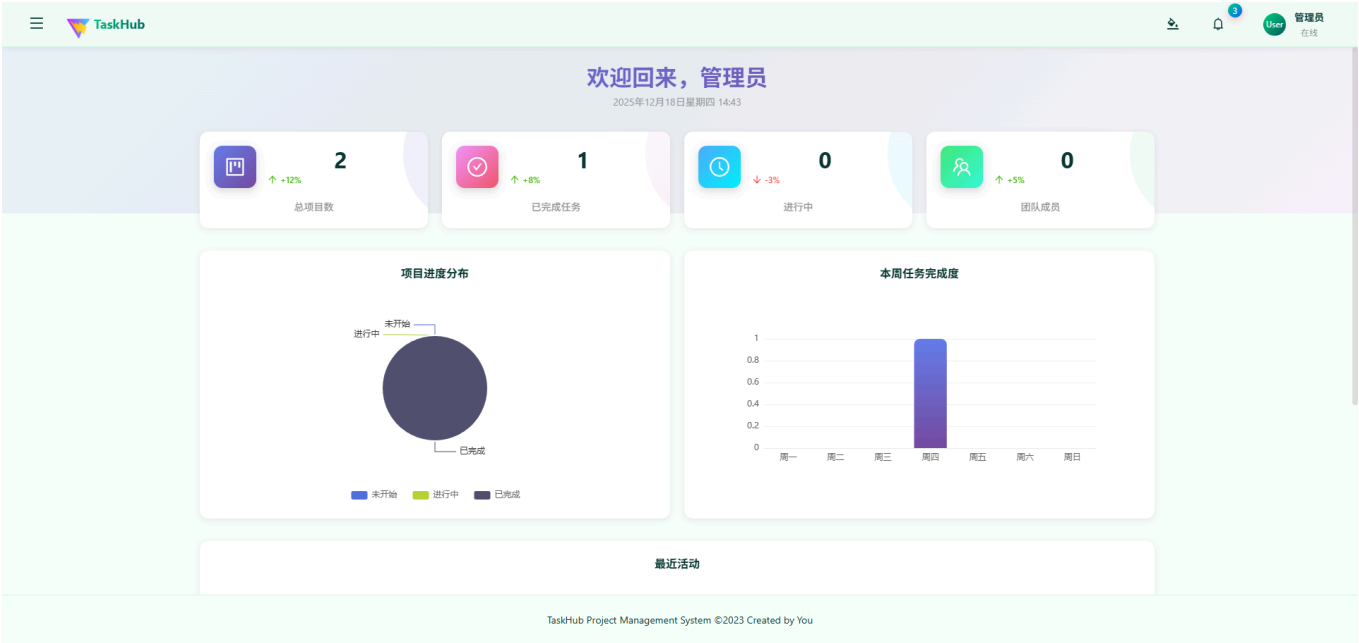 TaskHub
3
User
管理员
在线
欢迎回来，管理员
2025年12月18日星期四 14:43
2
+12%
总项目数
1
+8%
已完成任务
0
-3%
进行中
0
+5%
团队成员
项目进度分布
未开始
进行中
已完成
未开始 进行中 已完成
本周任务完成度
1
0.8
0.6
0.4
0.2
0
周一 周二 周三 周四 周五 周六 周日
最近活动
TaskHub Project Management System ©2023 Created by You